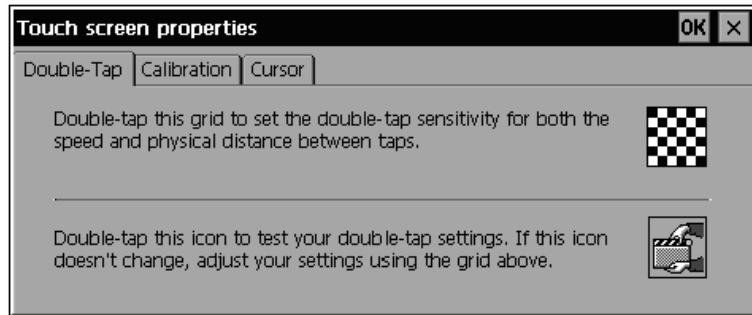 Touch screen properties OK ×
Double-Tap Calibration Cursor
Double-tap this grid to set the double-tap sensitivity for both the
speed and physical distance between taps.
Double-tap this icon to test your double-tap settings. If this icon
doesn't change, adjust your settings using the grid above.